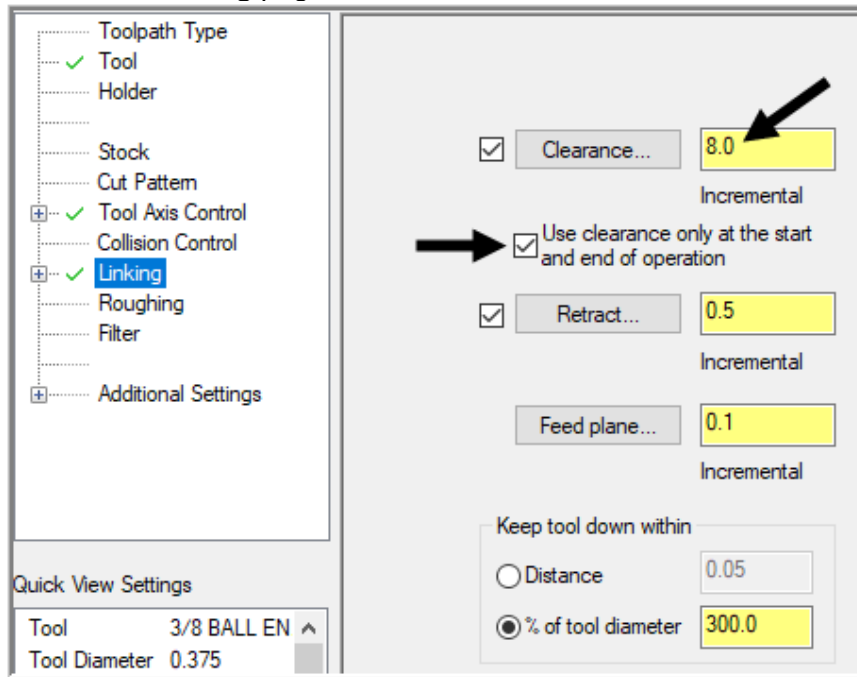 Toolpath Type
Tool
Holder
Stock
Cut Pattern
Tool Axis Control
Collision Control
Linking
Roughing
Filter
Additional Settings
Quick View Settings
Tool 3/8 BALL EN
Tool Diameter 0.375
Clearance... 8.0
Incremental
Use clearance only at the start
and end of operation
Retract... 0.5
Incremental
Feed plane... 0.1
Incremental
Keep tool down within
Distance 0.05
% of tool diameter 300.0